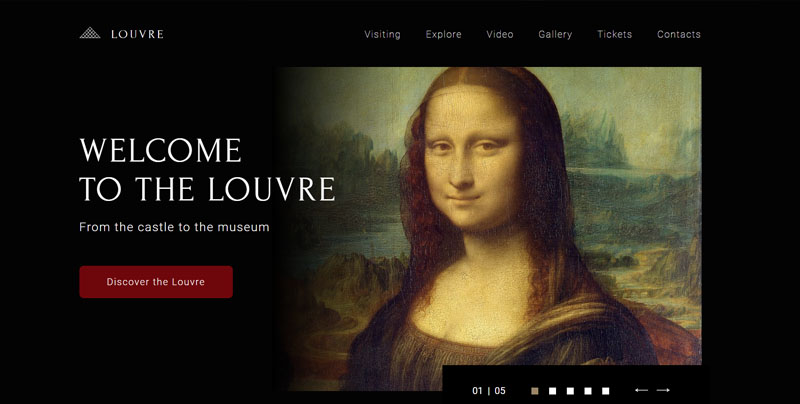 LOUVRE
Visiting Explore Video Gallery Tickets Contacts
WELCOME
TO THE LOUVRE
From the castle to the museum
Discover the Louvre
01 | 05